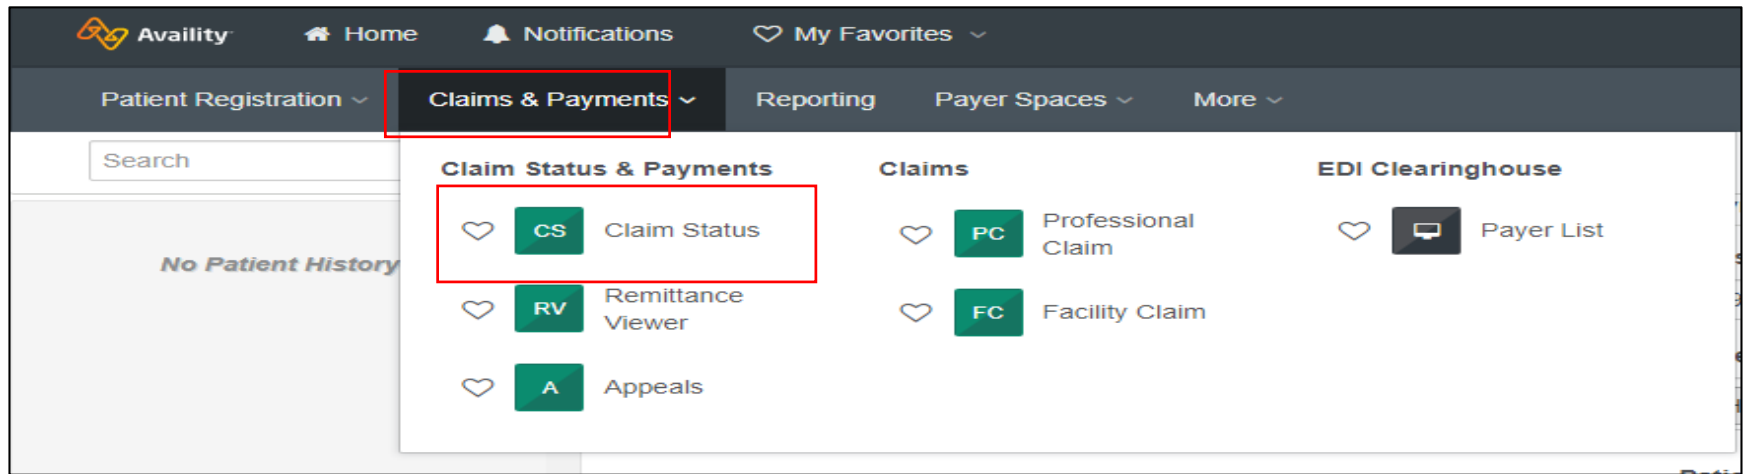 Availity Home Notifications My Favorites
Patient Registration Claims & Payments Reporting Payer Spaces More
Search
Claim Status & Payments Claims EDI Clearinghouse
CS Claim Status PC Professional Claim Payer List
No Patient History
RV Remittance Viewer FC Facility Claim
A Appeals